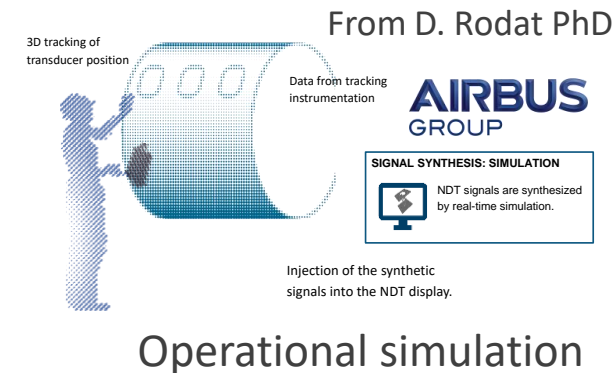 From D. Rodat PhD
3D tracking of
transducer position
Data from tracking
instrumentation
AIRBUS
GROUP
SIGNAL SYNTHESIS: SIMULATION
NDT signals are synthesized
by real-time simulation.
Injection of the synthetic
signals into the NDT display.
Operational simulation